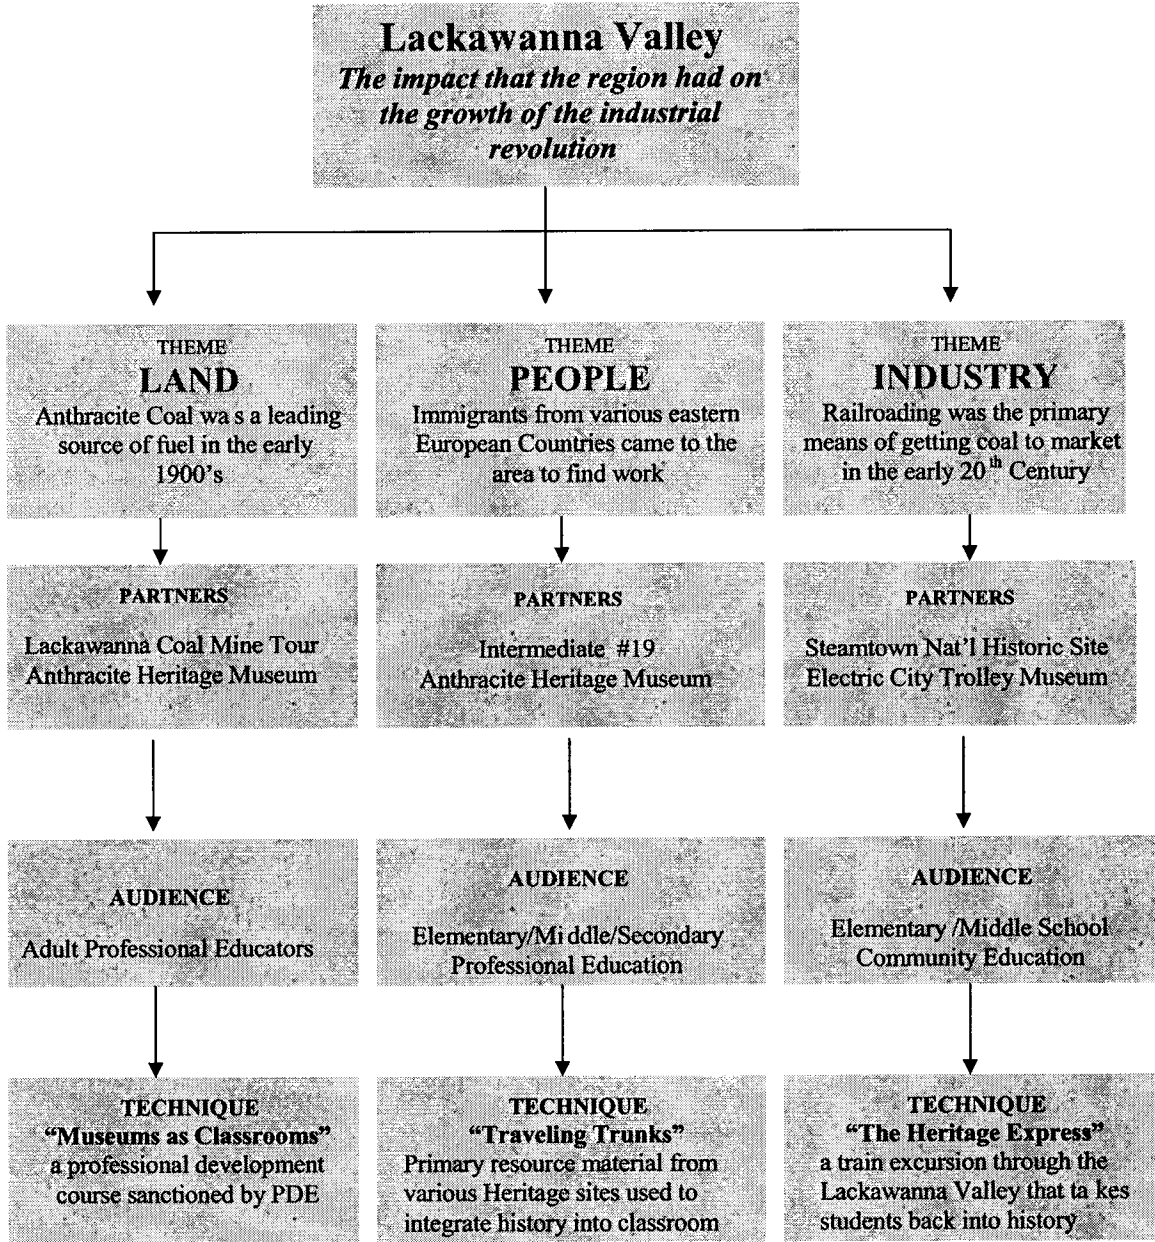 Lackawanna Valley
The impact that the region had on
the growth of the industrial
revolution
THEME
LAND
Anthracite Coal wa s a leading
source of fuel in the early
1900's
THEME
PEOPLE
Immigrants from various eastern
European Countries came to the
area to find work
THEME
INDUSTRY
Railroading was the primary
means of getting coal to market
in the early 20th Century
PARTNERS
Lackawanna Coal Mine Tour
Anthracite Heritage Museum
PARTNERS
Intermediate #19
Anthracite Heritage Museum
PARTNERS
Steamtown Nat'l Historic Site
Electric City Trolley Museum
AUDIENCE
Adult Professional Educators
AUDIENCE
Elementary/Mi ddle/Secondary
Professional Education
AUDIENCE
Elementary /Middle School
Community Education
TECHNIQUE
“Museums as Classrooms”
a professional development
course sanctioned by PDE
TECHNIQUE
“Traveling Trunks”
Primary resource material from
various Heritage sites used to
integrate history into classroom
TECHNIQUE
“The Heritage Express”
a train excursion through the
Lackawanna Valley that ta kes
students back into history